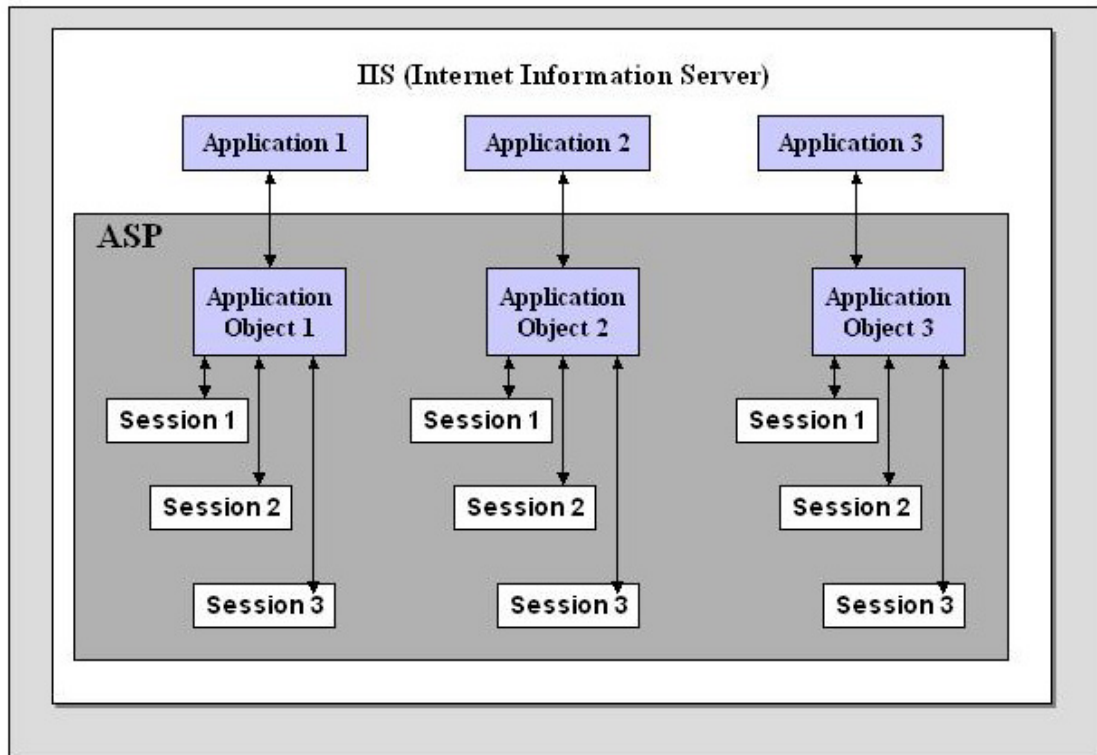 IIS (Internet Information Server)
Application 1
Application 2
Application 3
ASP
Application
Object 1
Application
Object 2
Application
Object 3
Session 1
Session 1
Session 1
Session 2
Session 2
Session 2
Session 3
Session 3
Session 3